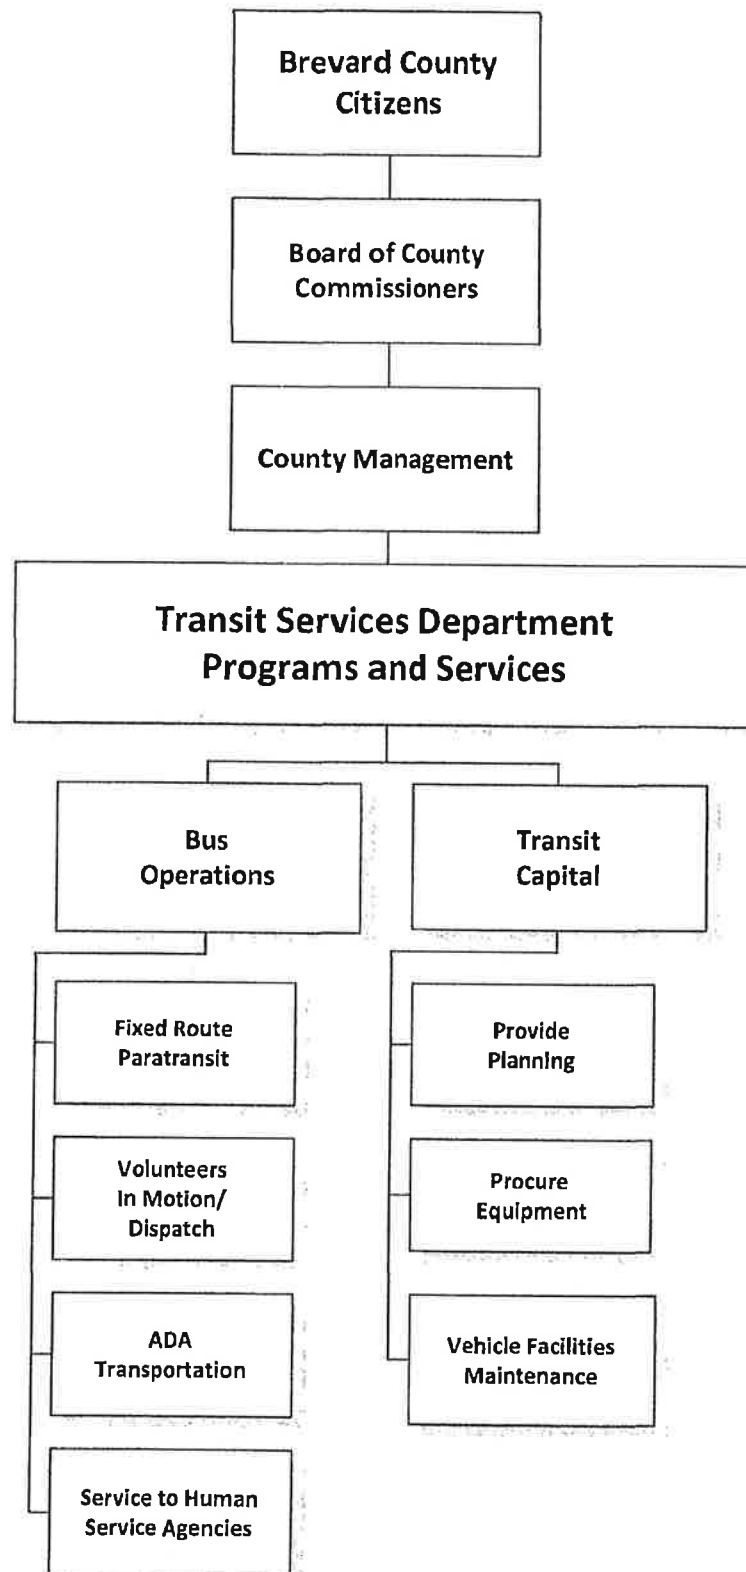 Brevard County
Citizens
Board of County
Commissioners
County Management
Transit Services Department
Programs and Services
Bus
Operations
Transit
Capital
Fixed Route
Paratransit
Provide
Planning
Volunteers
In Motion/
Dispatch
Procure
Equipment
ADA
Transportation
Vehicle Facilities
Maintenance
Service to Human
Service Agencies